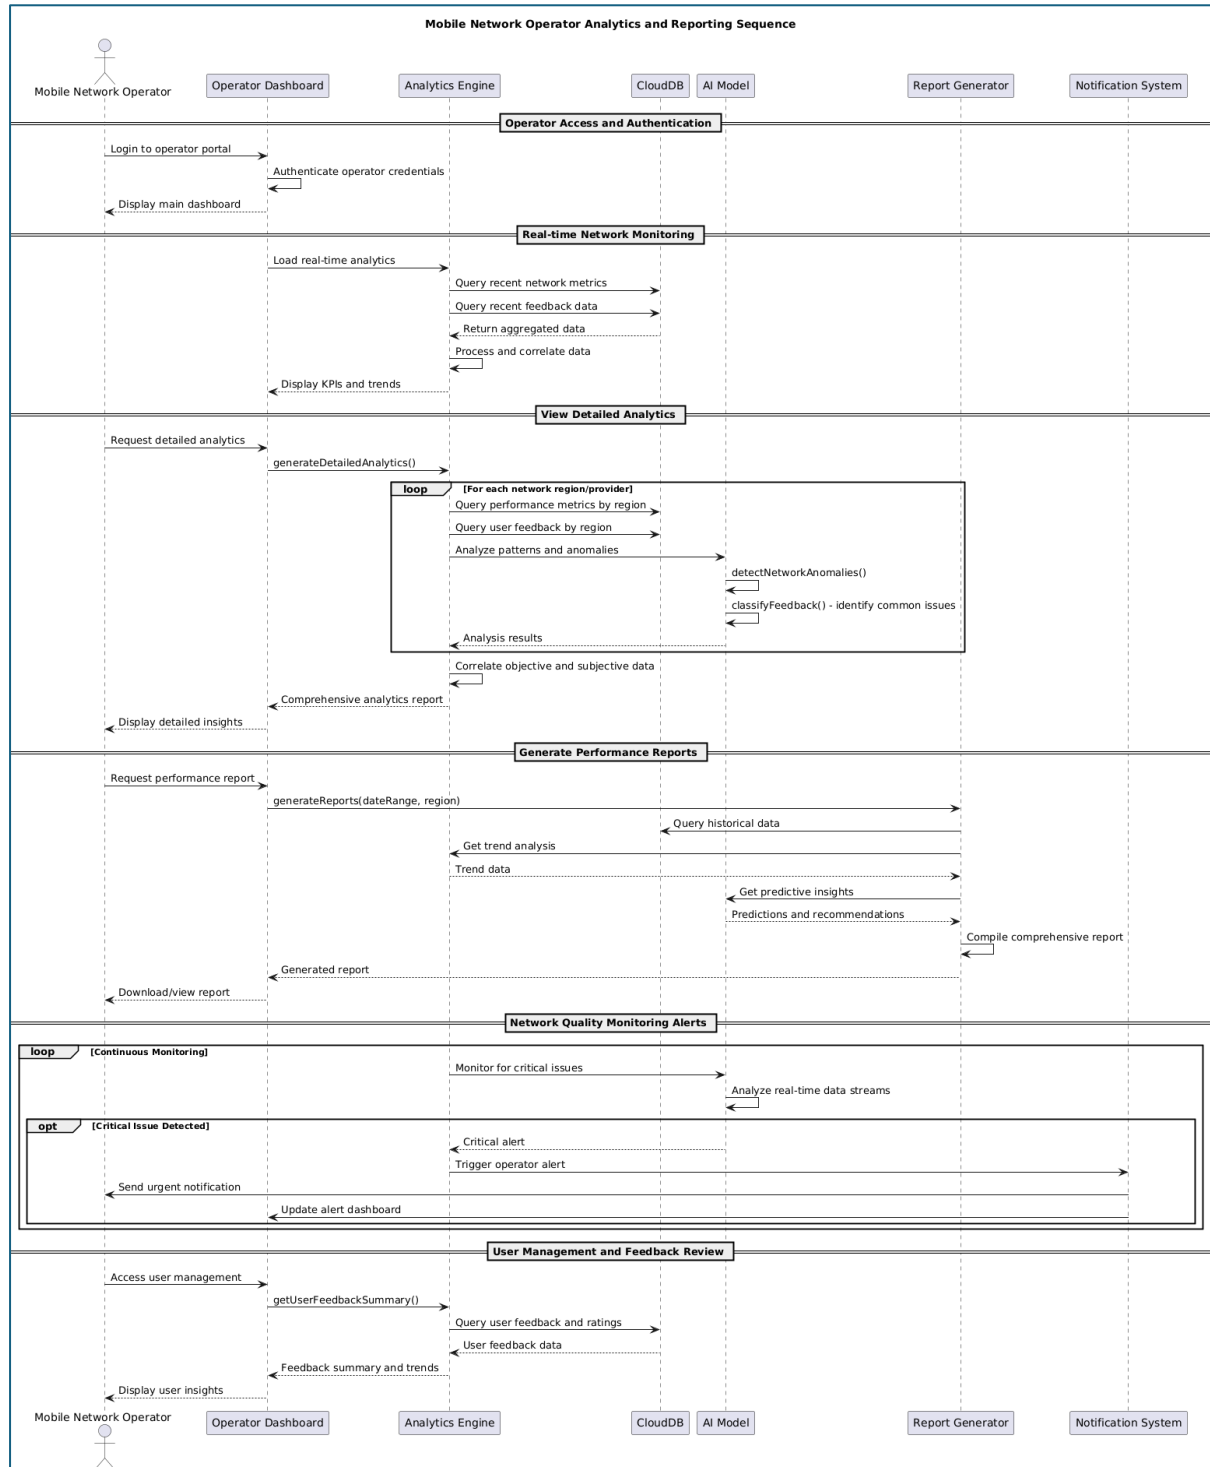 Mobile Network Operator Analytics and Reporting Sequence
Mobile Network Operator
Operator Dashboard
Analytics Engine
CloudDB
AI Model
Report Generator
Notification System
Operator Access and Authentication
Login to operator portal
Authenticate operator credentials
Display main dashboard
Real-time Network Monitoring
Load real-time analytics
Query recent network metrics
Query recent feedback data
Return aggregated data
Process and correlate data
Display KPIs and trends
View Detailed Analytics
Request detailed analytics
generateDetailedAnalytics()
loop
[For each network region/provider]
Query performance metrics by region
Query user feedback by region
Analyze patterns and anomalies
detectNetworkAnomalies()
classifyFeedback() - identify common issues
Analysis results
Correlate objective and subjective data
Comprehensive analytics report
Display detailed insights
Generate Performance Reports
Request performance report
generateReports(dateRange, region)
Query historical data
Get trend analysis
Trend data
Get predictive insights
Predictions and recommendations
Compile comprehensive report
Generated report
Download/view report
Network Quality Monitoring Alerts
loop
[Continuous Monitoring]
Monitor for critical issues
Analyze real-time data streams
opt
[Critical Issue Detected]
Critical alert
Trigger operator alert
Send urgent notification
Update alert dashboard
User Management and Feedback Review
Access user management
getUserFeedbackSummary()
Query user feedback and ratings
User feedback data
Feedback summary and trends
Display user insights
Mobile Network Operator
Operator Dashboard
Analytics Engine
CloudDB
AI Model
Report Generator
Notification System